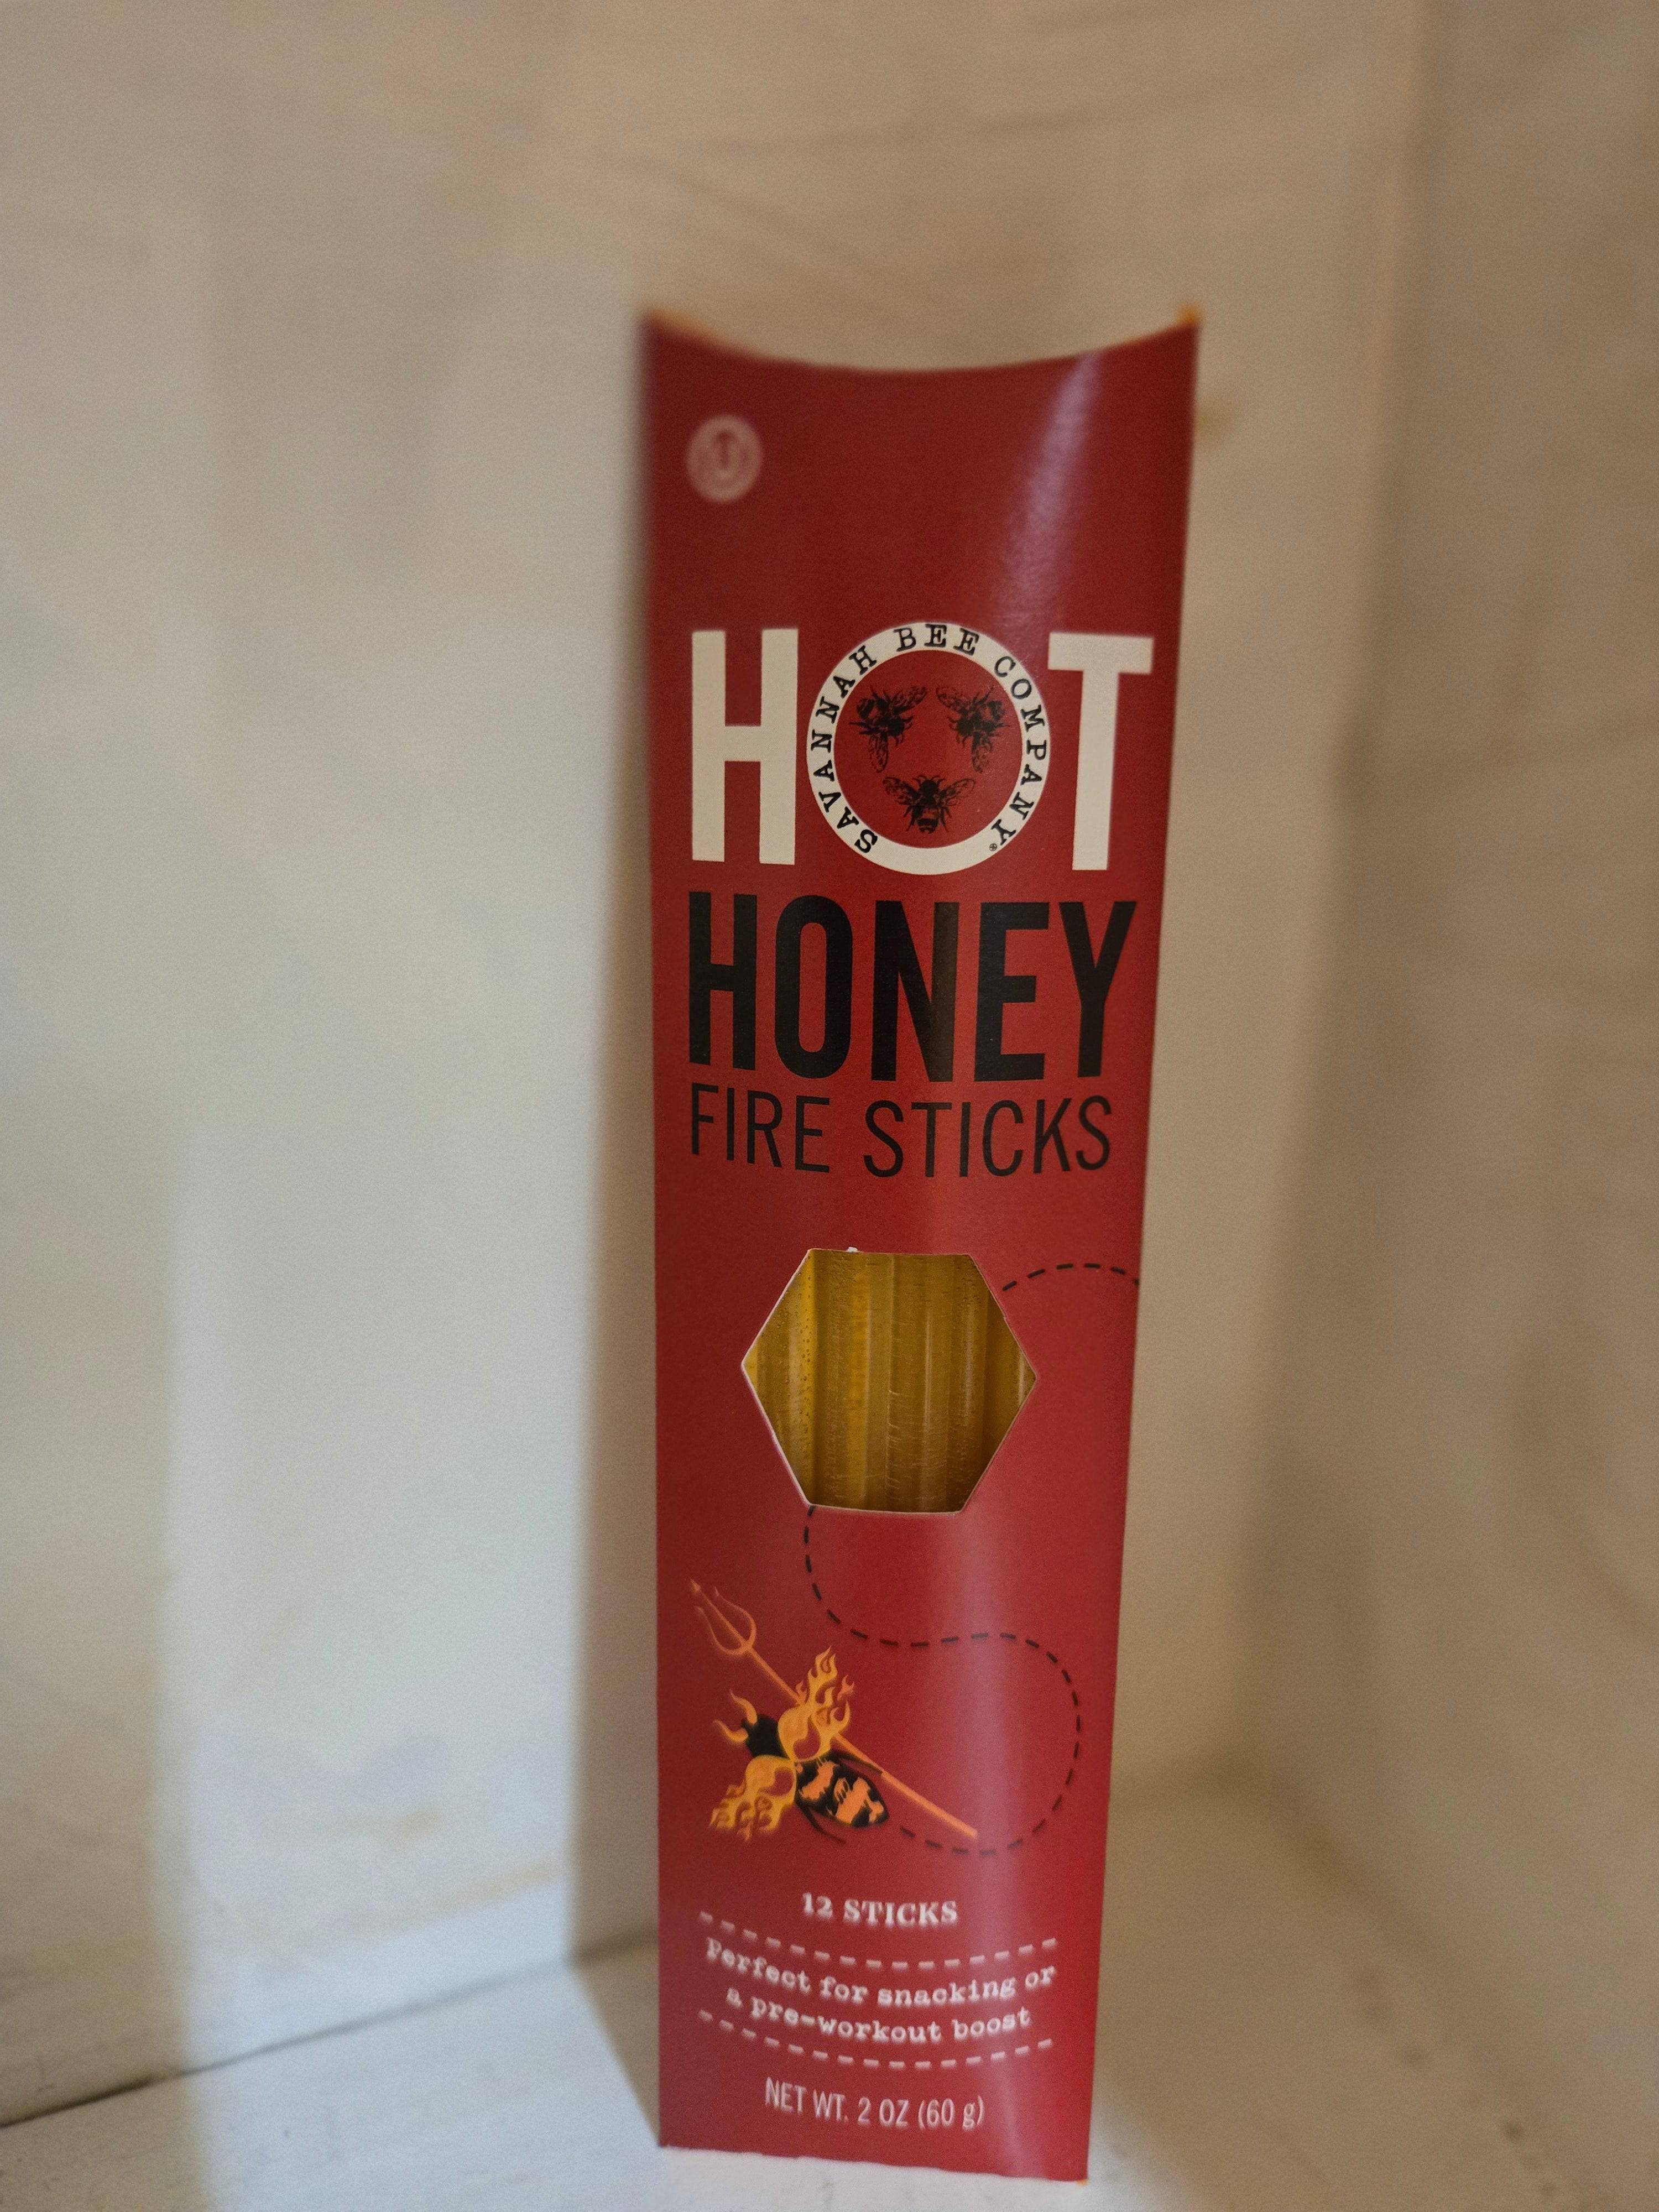 HOT
SAVANNAH BEE COMPANY®
HONEY
FIRE STICKS
12 STICKS
Perfect for snacking or
a pre-workout boost
NET WT. 2 OZ (60 g)